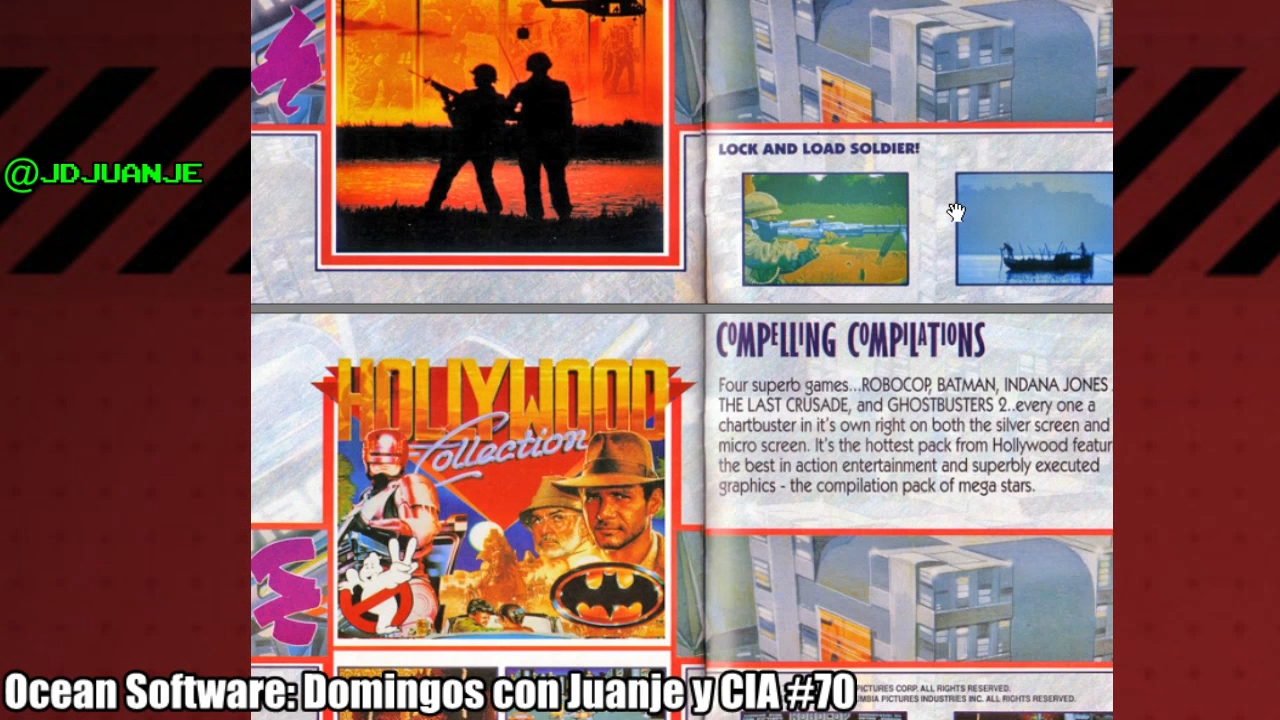 @JDJUANJE
LOCK AND LOAD SOLDIER!
HOLLYWOOD
Collection
COMPELLING COMPILATIONS
Four superb games...ROBOCOP, BATMAN, INDANA JONES
THE LAST CRUSADE, and GHOSTBUSTERS 2..every one a
chartbuster in it's own right on both the silver screen and
micro screen. It's the hottest pack from Hollywood featur
the best in action entertainment and superbly executed
graphics - the compilation pack of mega stars.
PICTURES CORP. ALL RIGHTS RESERVED.
MBIA PICTURES INDUSTRIES INC. ALL RIGHTS RESERVED.
Ocean Software: Domingos con Juanje y CIA #70